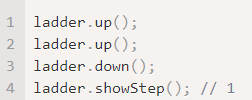 1 ladder.up();
2 ladder.up();
3 ladder.down();
4 ladder.showStep(); // 1